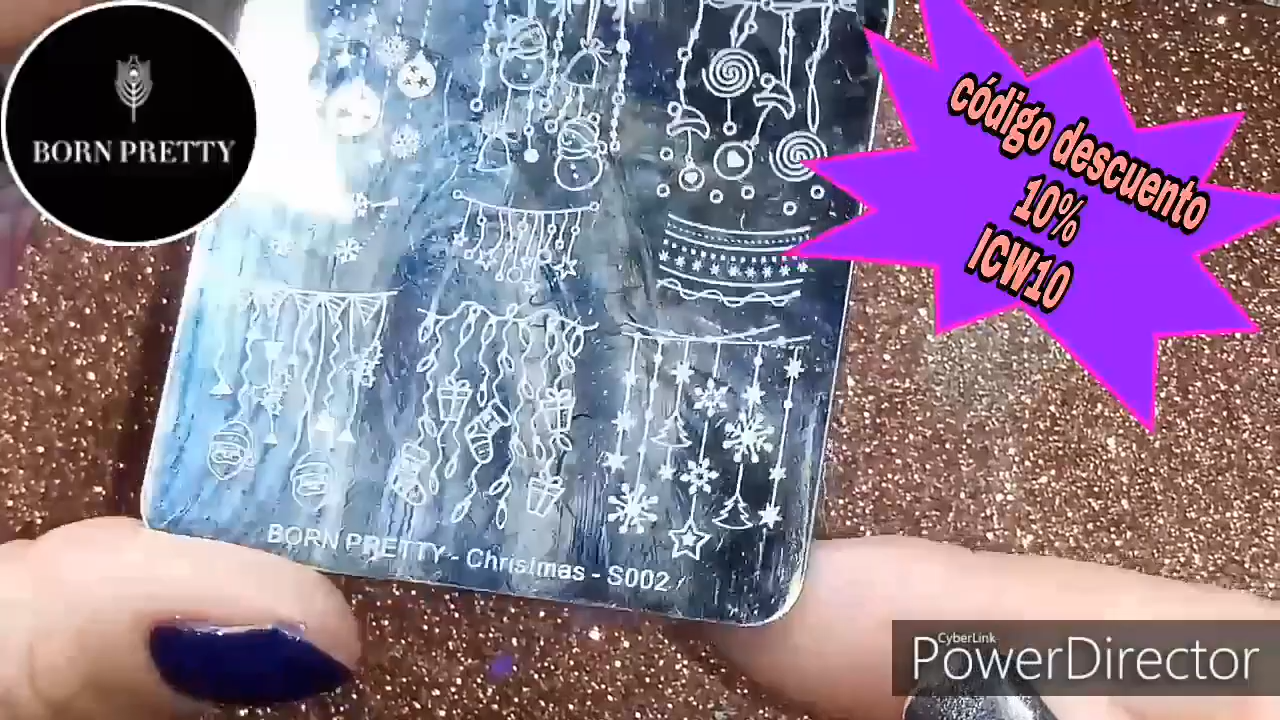 BORN PRETTY
código descuento
10%
ICW10
BORN PRETTY - Christmas - S002
CyberLink
PowerDirector